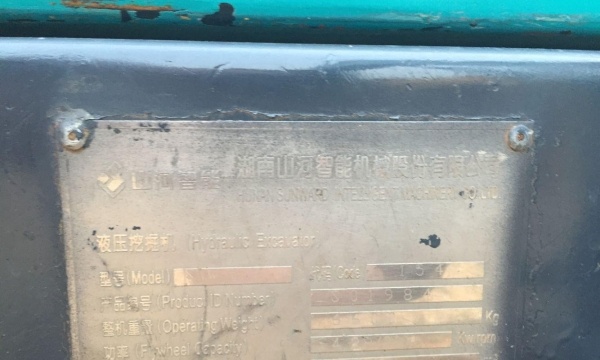 山河智能 湖南山河智能机械股份有限公司
HUNAN SUNWARD INTELLIGENT MACHINERY CO LTD
液压挖掘机 (Hydraulic Excavator)
型号(Model) 代码 Code 154
产品编号(Product ID Number)
整机重量(Operating Weight) Kg
功率(Flywheel Capacity) Kw/rpm